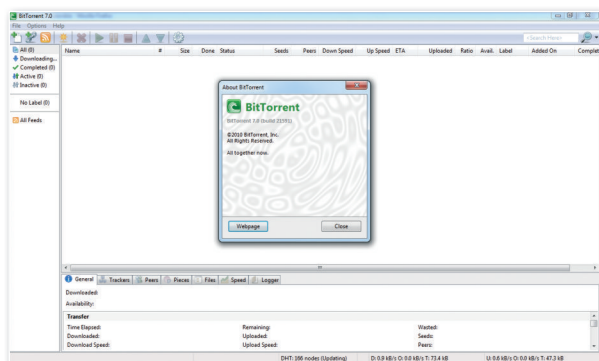 BitTorrent 7.0
File Options Help
<Search Here>
All (0)
Downloading...
Completed (0)
Active (0)
Inactive (0)
No Label (0)
All Feeds
Name # Size Done Status Seeds Peers Down Speed Up Speed ETA Uploaded Ratio Avail. Label Added On Complet
About BitTorrent
BitTorrent
BitTorrent 7.0 (build 21091)
©2010 BitTorrent, Inc.
All Rights Reserved.
All together now.
Webpage Close
General Trackers Peers Pieces Files Speed Logger
Downloaded:
Availability:
Transfer
Time Elapsed: Remaining: Wasted:
Downloaded: Uploaded: Seeds:
Download Speed: Upload Speed: Peers:
DHT: 166 nodes (Updating) D: 0.9 kB/s O: 0.0 kB/s T: 73.4 kB U: 0.6 kB/s O: 0.0 kB/s T: 47.3 kB